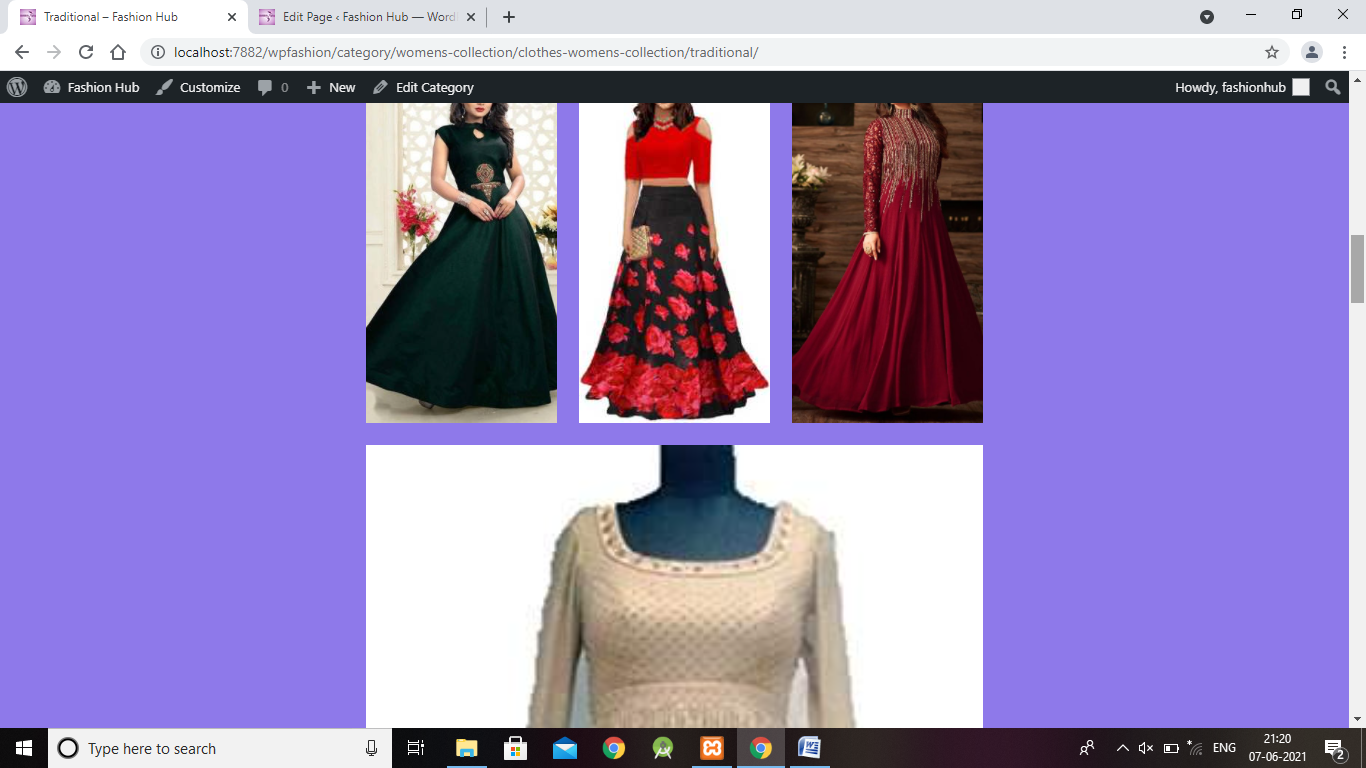 Traditional – Fashion Hub
Edit Page ‹ Fashion Hub — Word
localhost:7882/wpfashion/category/womens-collection/clothes-womens-collection/traditional/
Fashion Hub Customize 0 New Edit Category Howdy, fashionhub
Type here to search
ENG
21:20
07-06-2021
2